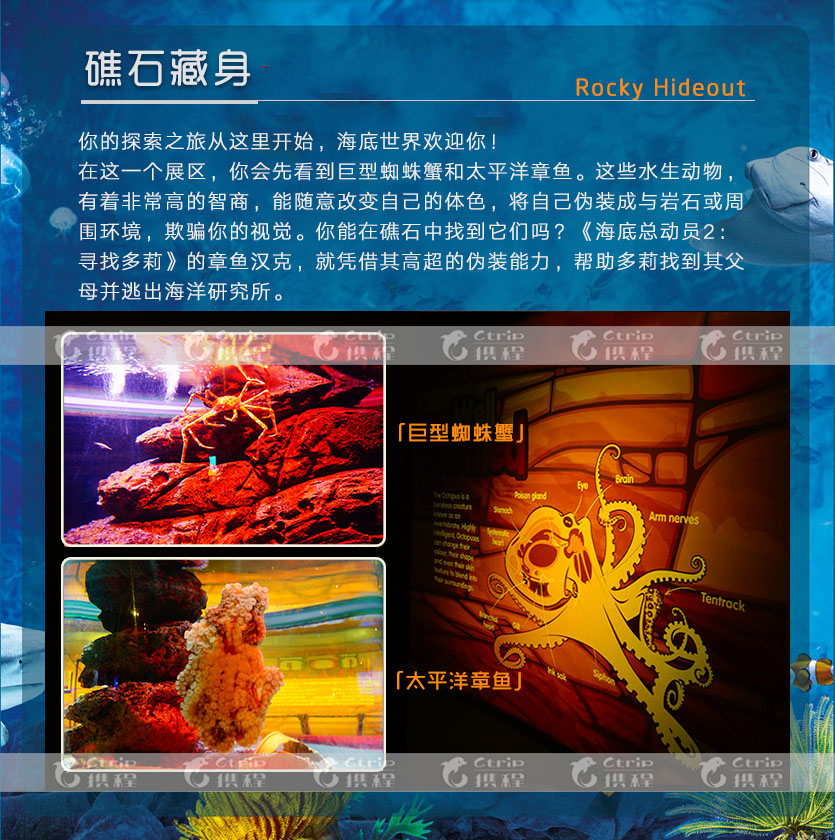 礁石藏身
Rocky Hideout
你的探索之旅从这里开始，海底世界欢迎你！
在这一个展区，你会先看到巨型蜘蛛蟹和太平洋章鱼。这些水生动物，
有着非常高的智商，能随意改变自己的体色，将自己伪装成与岩石或周
围环境，欺骗你的视觉。你能在礁石中找到它们吗？《海底总动员2：
寻找多莉》的章鱼汉克，就凭借其高超的伪装能力，帮助多莉找到其父
母并逃出海洋研究所。
Ctrip 携程 Ctrip 携程 Ctrip 携程 Ctrip 携程 Ctrip 携程 Ctrip 携程
「巨型蜘蛛蟹」
Well
The Octopus is a
boneless creature
known as an
invertebrate. Highly
intelligent, Octopuses
can change their
colour, their shape
and even their skin
texture to blend into
their surroundings.
Brain
Eye
Poison gland
Stomach
Systematic
heart
Arm nerves
Tentrack
Gill
Siphon
Ink sak
「太平洋章鱼」
Ctrip 携程 Ctrip 携程 Ctrip 携程 Ctrip 携程 Ctrip 携程 Ctrip 携程